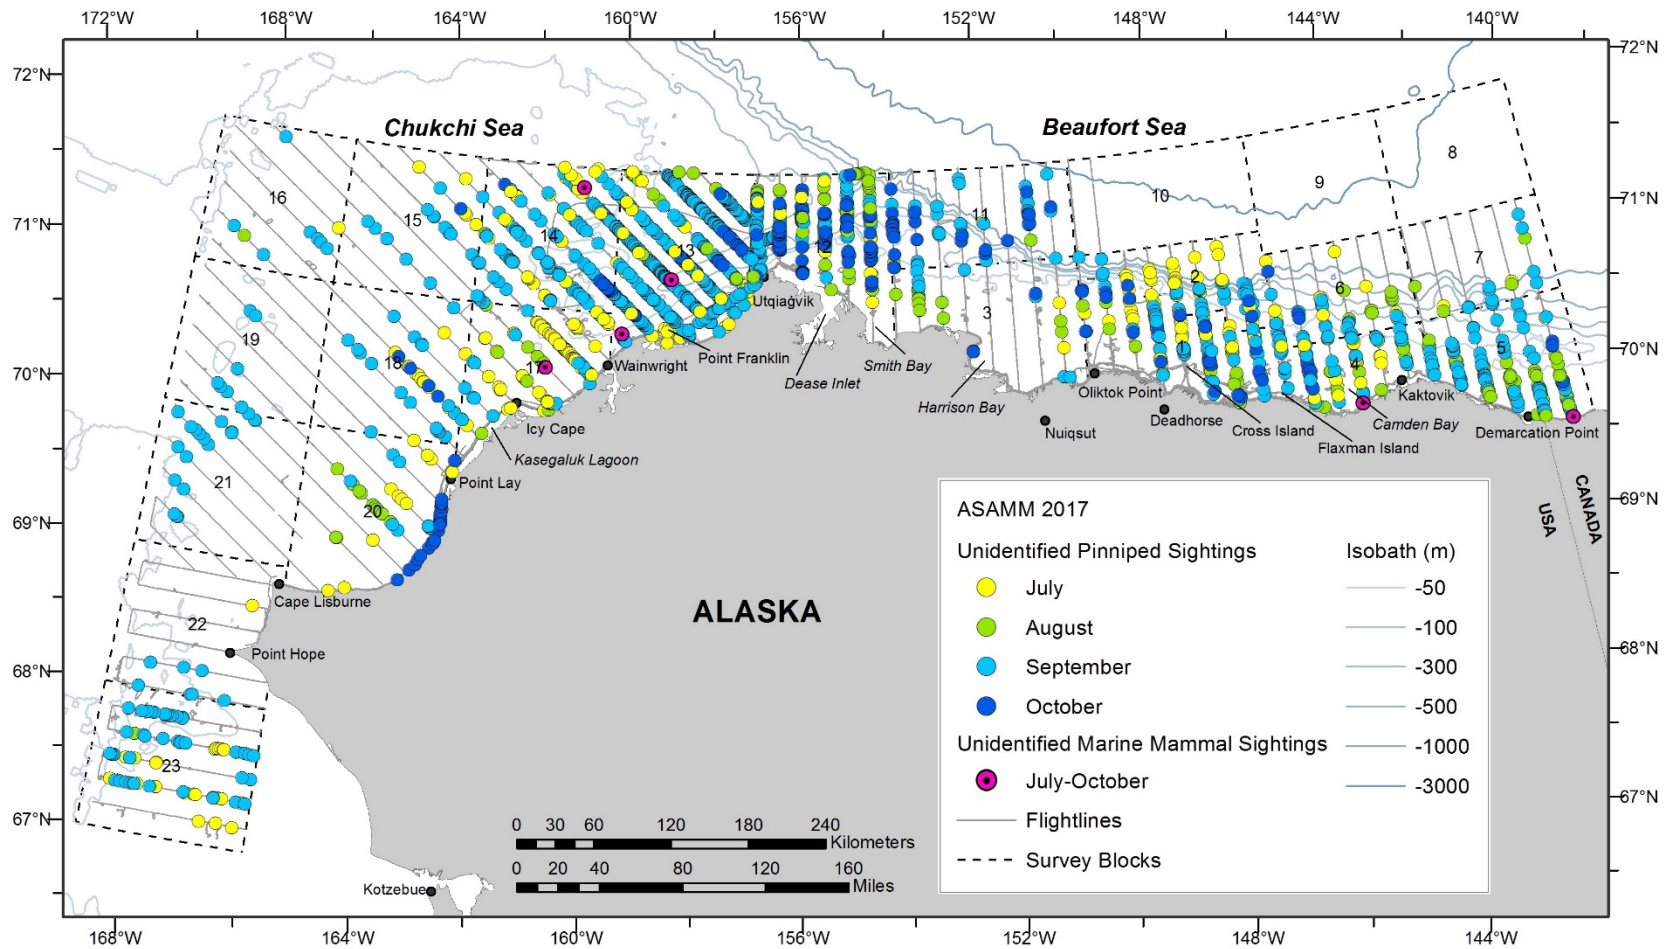 172°W 168°W 164°W 160°W 156°W 152°W 148°W 144°W 140°W
72°N 72°N
Chukchi Sea Beaufort Sea
8
9
10
16
71°N 71°N
15
11
14
13
12
7
2
6
Utqiaġvik
3
19
Point Franklin
1
5
70°N 70°N
18
17
Wainwright
Dease Inlet
Smith Bay
4
Oliktok Point
Kaktovik
Harrison Bay
Deadhorse
Camden Bay
Icy Cape
Nuiqsut
Cross Island
Demarcation Point
Flaxman Island
Kasegaluk Lagoon
21
Point Lay
69°N 69°N
20
USA
CANADA
ASAMM 2017
Unidentified Pinniped Sightings
July
August
September
October
Unidentified Marine Mammal Sightings
July-October
Flightlines
Survey Blocks
Isobath (m)
-50
-100
-300
-500
-1000
-3000
Cape Lisburne
ALASKA
22
Point Hope
68°N 68°N
23
67°N 67°N
0 30 60 120 180 240
Kilometers
0 20 40 80 120 160
Miles
Kotzebue
168°W 164°W 160°W 156°W 152°W 148°W 144°W 140°W